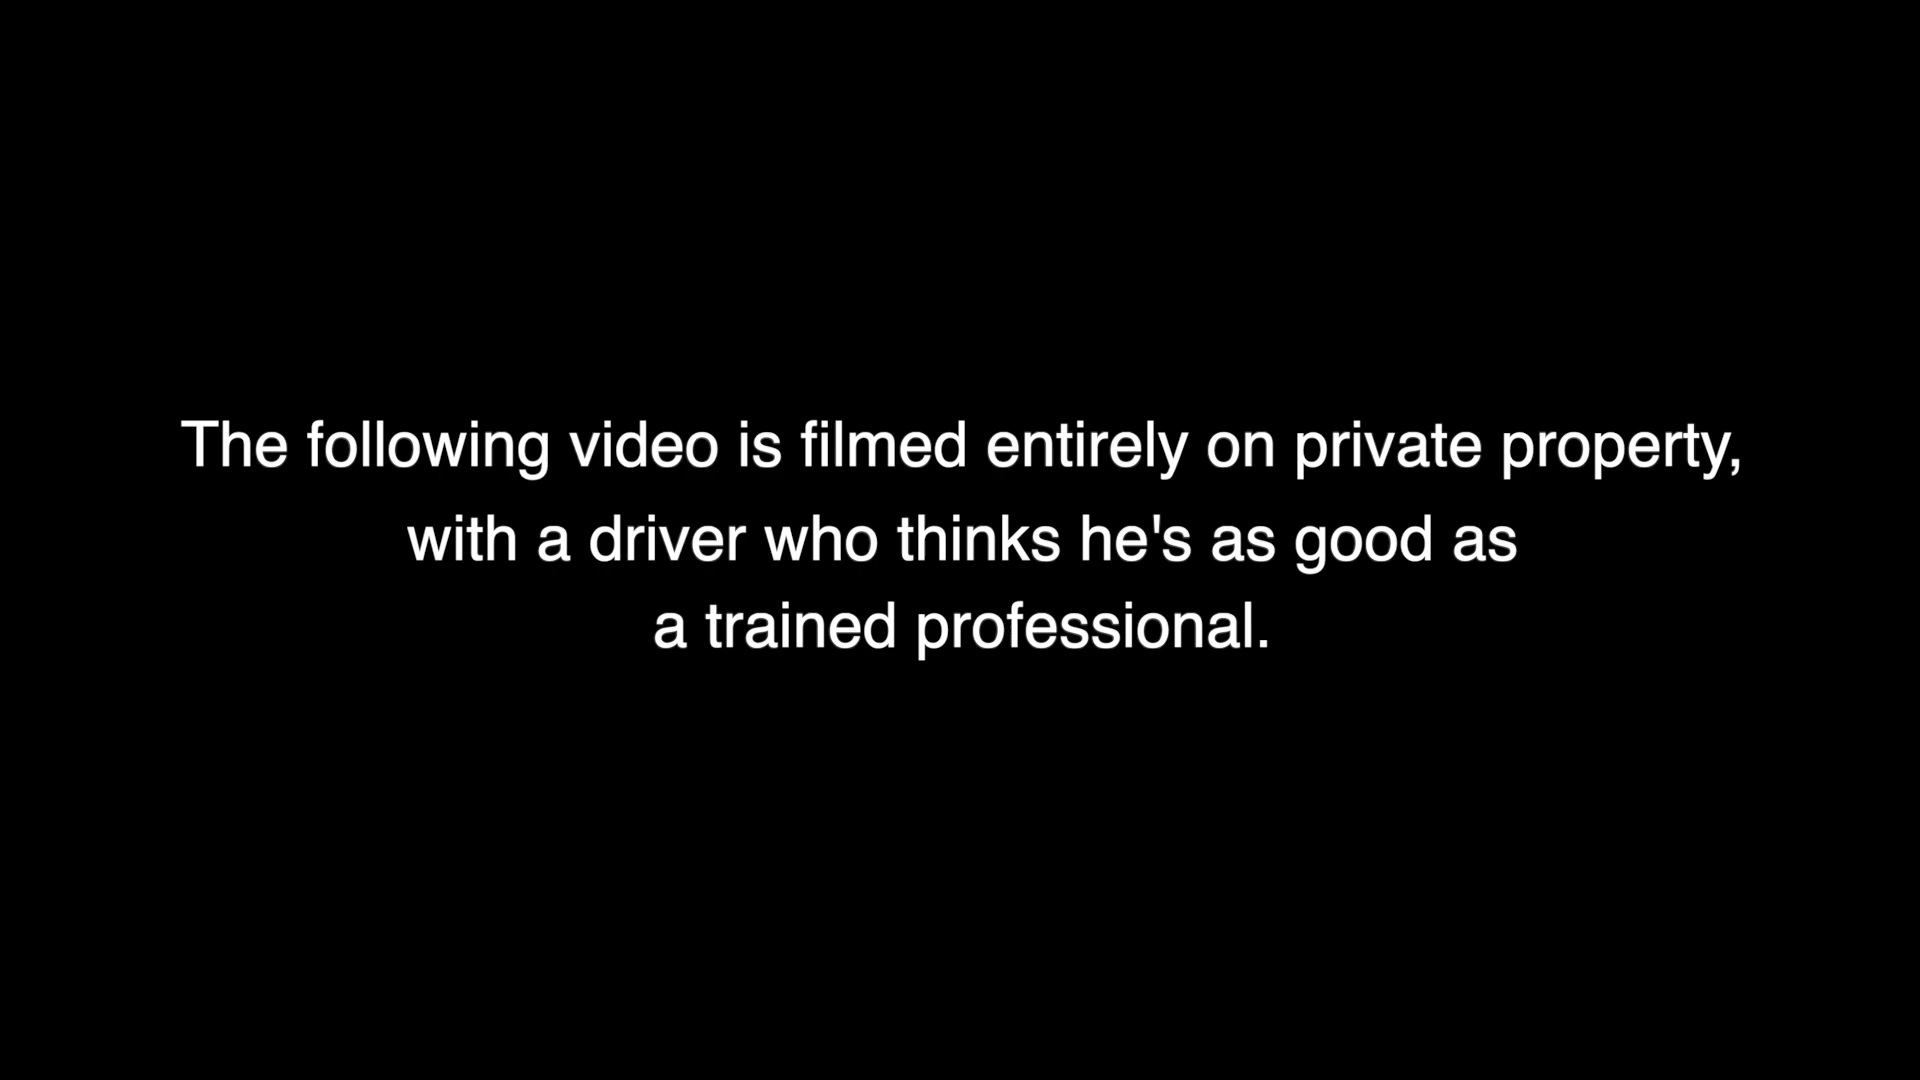 The following video is filmed entirely on private property,
with a driver who thinks he's as good as
a trained professional.